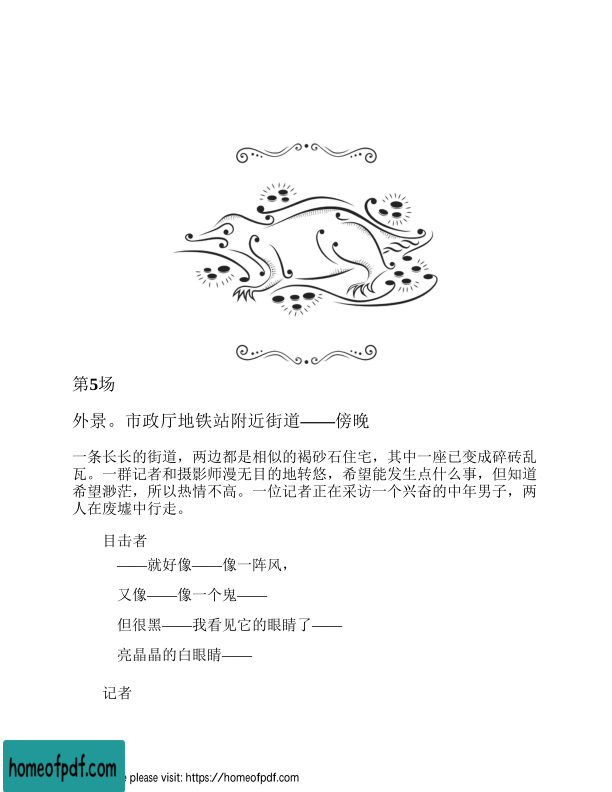 第5场
外景。市政厅地铁站附近街道——傍晚
一条长长的街道，两边都是相似的褐砂石住宅，其中一座已变成碎砖乱
瓦。一群记者和摄影师漫无目的地转悠，希望能发生点什么事，但知道
希望渺茫，所以热情不高。一位记者正在采访一个兴奋的中年男子，两
人在废墟中行走。
目击者
——就好像——像一阵风，
又像——像一个鬼——
但很黑——我看见它的眼睛了——
亮晶晶的白眼睛——
记者
homeofpdf.com
e please visit: https://homeofpdf.com